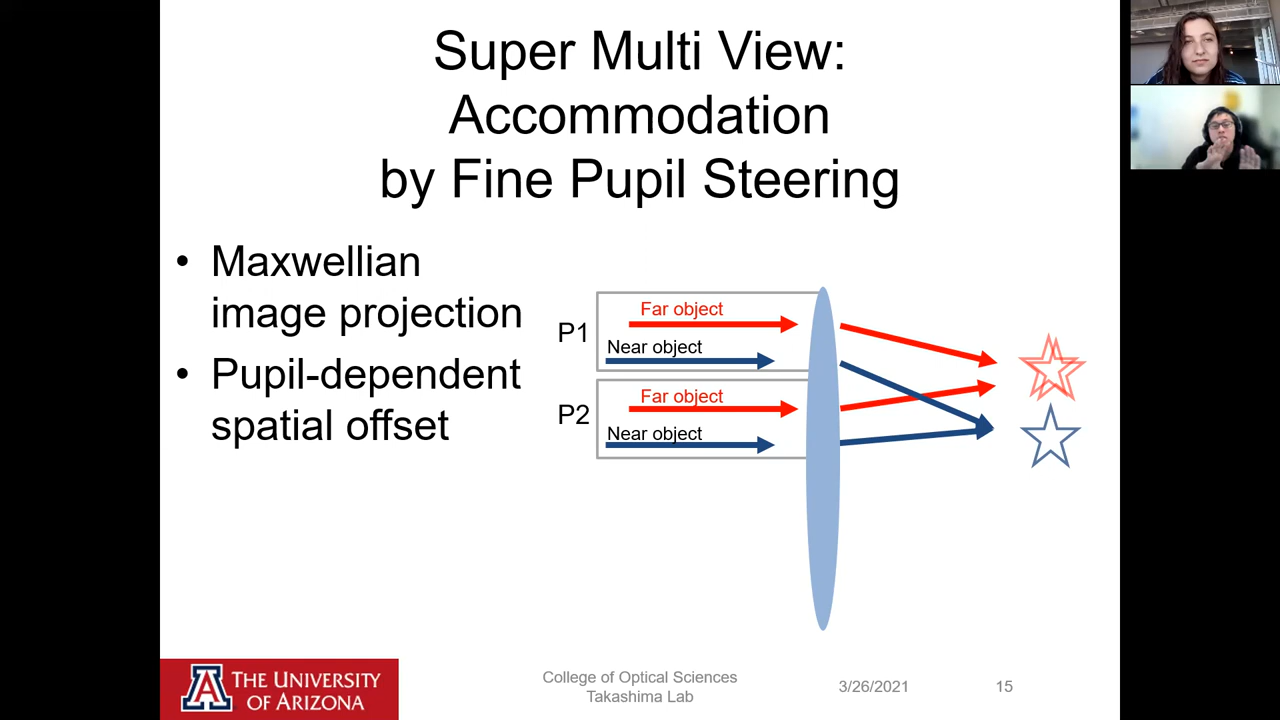 Super Multi View:
Accommodation
by Fine Pupil Steering
• Maxwellian
image projection
• Pupil-dependent
spatial offset
P1
Far object
Near object
P2
Far object
Near object
A THE UNIVERSITY
OF ARIZONA
College of Optical Sciences
Takashima Lab
3/26/2021
15